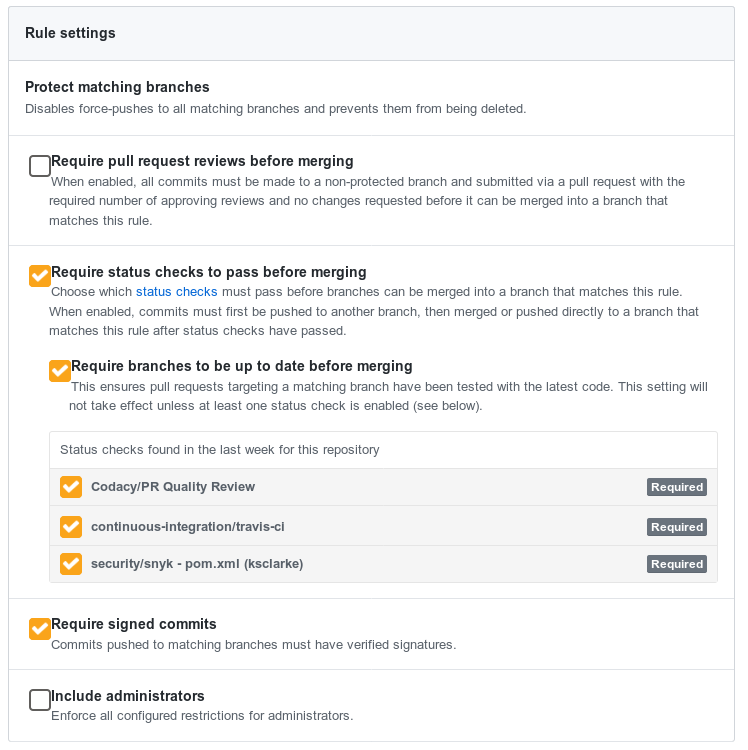 Rule settings
Protect matching branches
Disables force-pushes to all matching branches and prevents them from being deleted.
Require pull request reviews before merging
When enabled, all commits must be made to a non-protected branch and submitted via a pull request with the
required number of approving reviews and no changes requested before it can be merged into a branch that
matches this rule.
Require status checks to pass before merging
Choose which status checks must pass before branches can be merged into a branch that matches this rule.
When enabled, commits must first be pushed to another branch, then merged or pushed directly to a branch that
matches this rule after status checks have passed.
Require branches to be up to date before merging
This ensures pull requests targeting a matching branch have been tested with the latest code. This setting will
not take effect unless at least one status check is enabled (see below).
Status checks found in the last week for this repository
Codacy/PR Quality Review Required
continuous-integration/travis-ci Required
security/snyk - pom.xml (ksclarke) Required
Require signed commits
Commits pushed to matching branches must have verified signatures.
Include administrators
Enforce all configured restrictions for administrators.